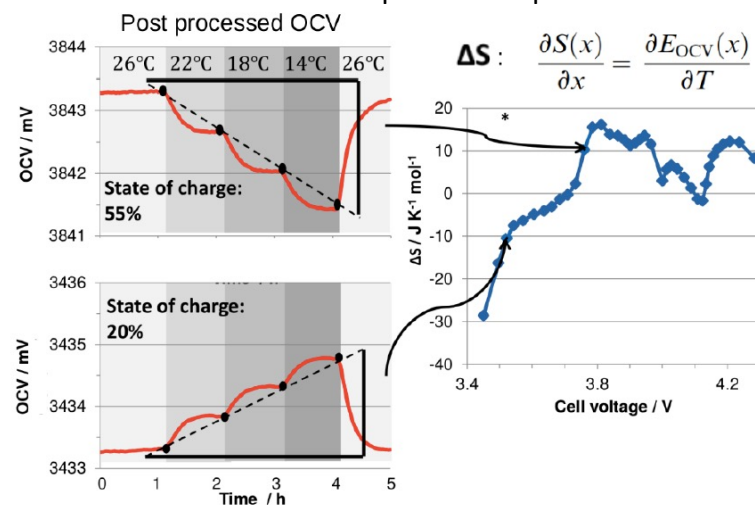 Post processed OCV
3844
3843
3842
3841
OCV / mV
26°C 22°C 18°C 14°C 26°C
State of charge:
55%
3436
3435
3434
3433
OCV / mV
State of charge:
20%
0 1 2 3 4 5
Time / h
ΔS : ∂S(x)/∂x = ∂E_OCV(x)/∂T
*
20
10
0
-10
-20
-30
-40
ΔS / J K⁻¹ mol⁻¹
3.4 3.8 4.2
Cell voltage / V